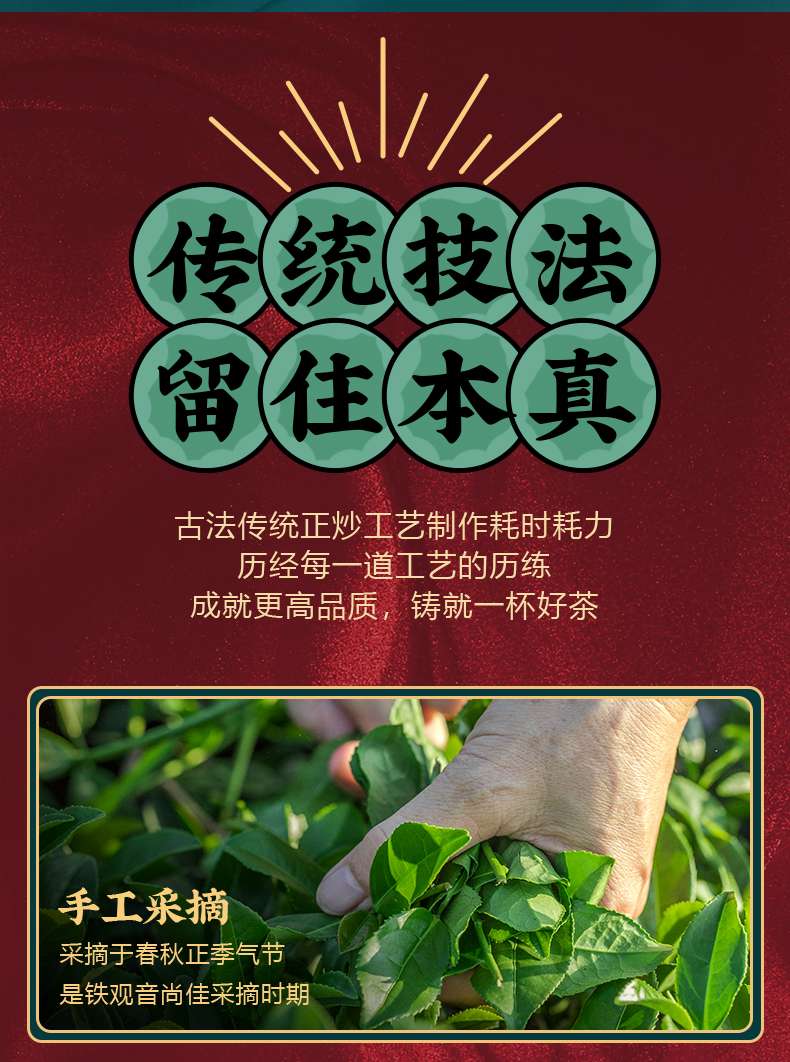 传统技法
留住本真
古法传统正炒工艺制作耗时耗力
历经每一道工艺的历练
成就更高品质，铸就一杯好茶
手工采摘
采摘于春秋正季气节
是铁观音尚佳采摘时期